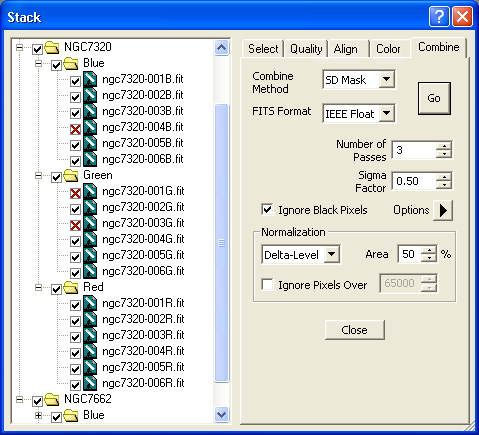 Stack
NGC7320
Blue
ngc7320-001B.fit
ngc7320-002B.fit
ngc7320-003B.fit
ngc7320-004B.fit
ngc7320-005B.fit
ngc7320-006B.fit
Green
ngc7320-001G.fit
ngc7320-002G.fit
ngc7320-003G.fit
ngc7320-004G.fit
ngc7320-005G.fit
ngc7320-006G.fit
Red
ngc7320-001R.fit
ngc7320-002R.fit
ngc7320-003R.fit
ngc7320-004R.fit
ngc7320-005R.fit
ngc7320-006R.fit
NGC7662
Blue
Select Quality Align Color Combine
Combine
Method
SD Mask
Go
FITS Format
IEEE Float
Number of
Passes
3
Sigma
Factor
0.50
Ignore Black Pixels
Options
Normalization
Delta-Level
Area
50
%
Ignore Pixels Over
65000
Close